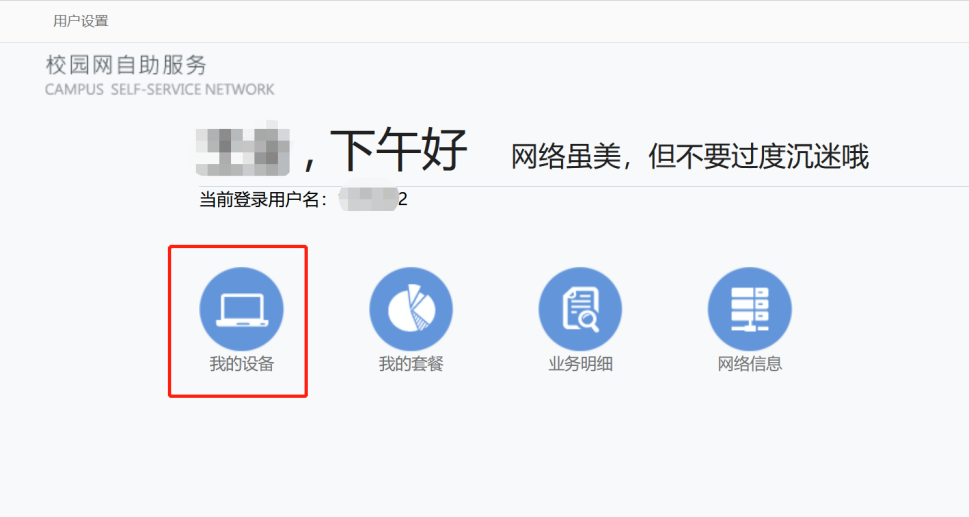 用户设置
校园网自助服务
CAMPUS SELF-SERVICE NETWORK
，下午好 网络虽美，但不要过度沉迷哦
当前登录用户名： 2
我的设备 我的套餐 业务明细 网络信息